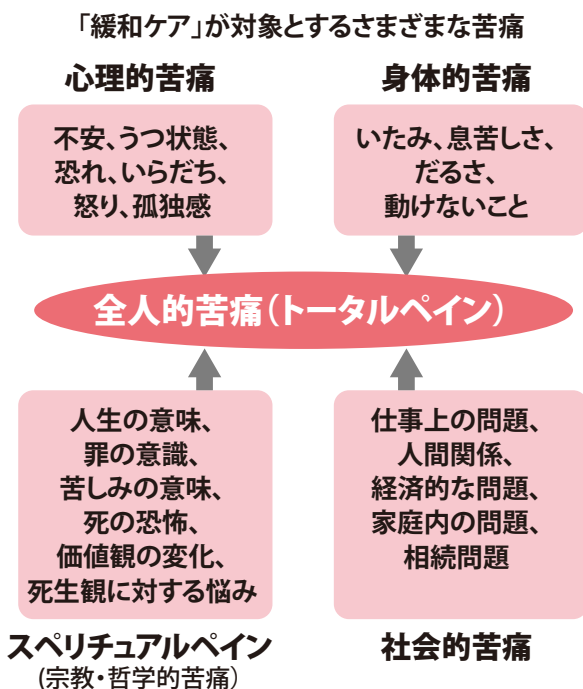 「緩和ケア」が対象とするさまざまな苦痛
心理的苦痛
不安、うつ状態、
恐れ、いらだち、
怒り、孤独感
身体的苦痛
いたみ、息苦しさ、
だるさ、
動けないこと
全人的苦痛(トータルペイン)
人生の意味、
罪の意識、
苦しみの意味、
死の恐怖、
価値観の変化、
死生観に対する悩み
スペリチュアルペイン
(宗教・哲学的苦痛)
仕事上の問題、
人間関係、
経済的な問題、
家庭内の問題、
相続問題
社会的苦痛